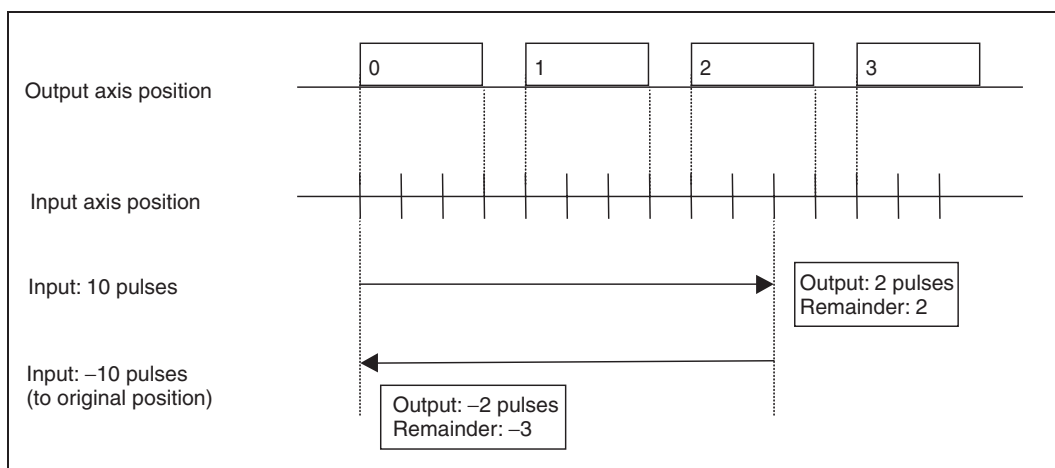 0 1 2 3
Output axis position
Input axis position
Input: 10 pulses
Output: 2 pulses
Remainder: 2
Input: –10 pulses
(to original position)
Output: –2 pulses
Remainder: –3